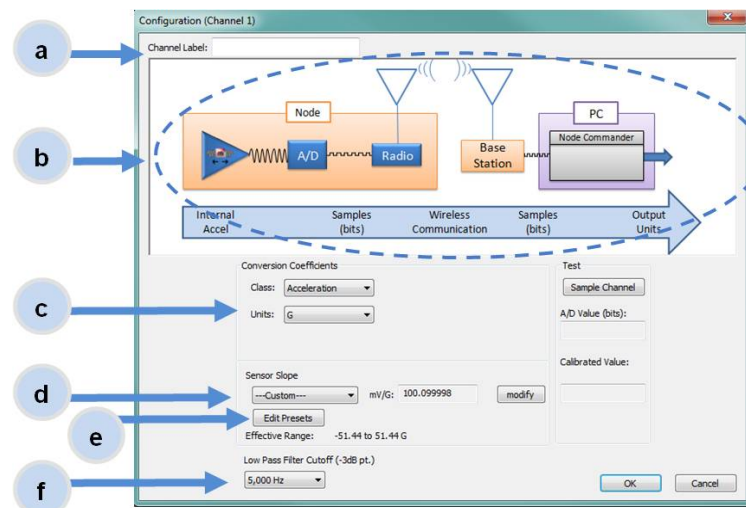 Configuration (Channel 1)
x
a
Channel Label:
b
Node
PC
Node Commander
A/D
Radio
Base
Station
Internal
Accel
Samples
(bits)
Wireless
Communication
Samples
(bits)
Output
Units
c
Conversion Coefficients
Class: Acceleration
Units: G
Test
Sample Channel
A/D Value (bits):
Calibrated Value:
d
Sensor Slope
---Custom--- mV/G: 100.099998 modify
e
Edit Presets
Effective Range: -51.44 to 51.44 G
f
Low Pass Filter Cutoff (-3dB pt.)
5,000 Hz
OK Cancel